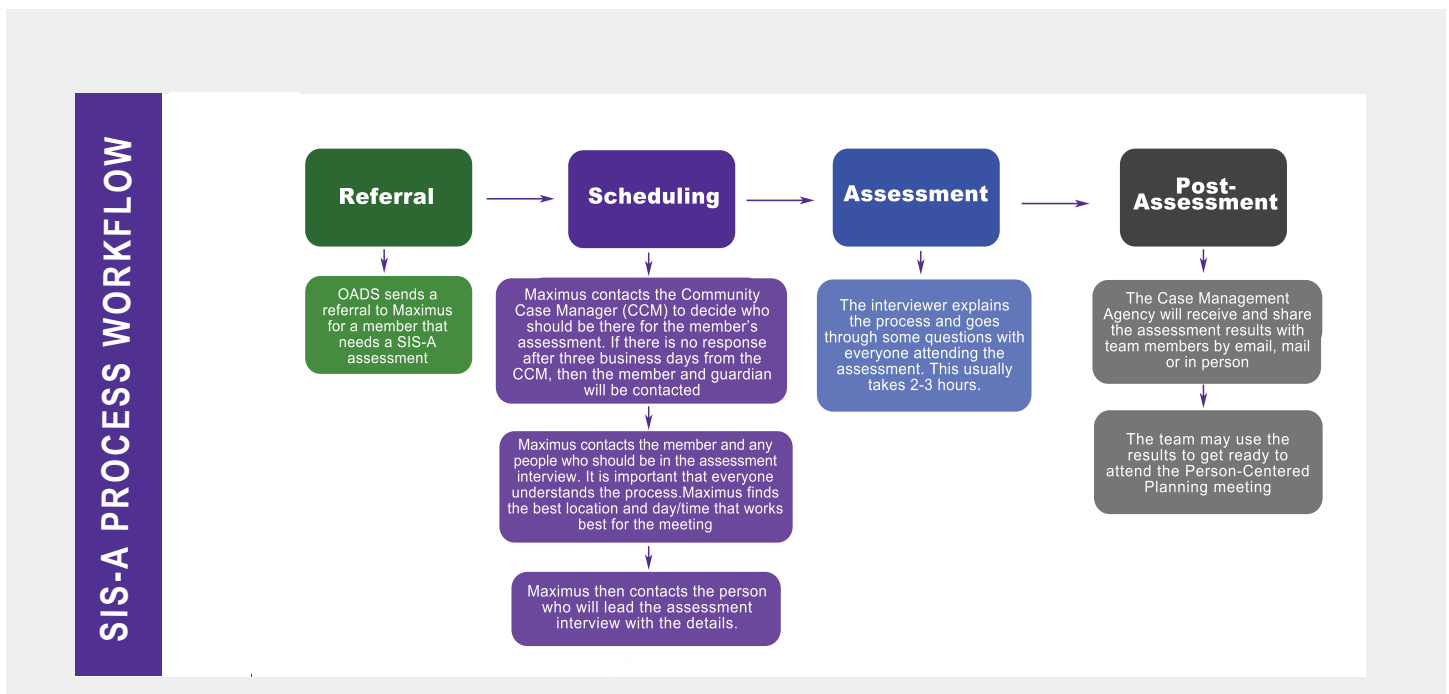 SIS-A PROCESS WORKFLOW
Referral
OADS sends a
referral to Maximus
for a member that
needs a SIS-A
assessment
Scheduling
Maximus contacts the Community
Case Manager (CCM) to decide who
should be there for the member's
assessment. If there is no response
after three business days from the
CCM, then the member and guardian
will be contacted
Maximus contacts the member and any
people who should be in the assessment
interview. It is important that everyone
understands the process.Maximus finds
the best location and day/time that works
best for the meeting
Maximus then contacts the person
who will lead the assessment
interview with the details.
Assessment
The interviewer explains
the process and goes
through some questions with
everyone attending the
assessment. This usually
takes 2-3 hours.
Post-
Assessment
The Case Management
Agency will receive and share
the assessment results with
team members by email, mail
or in person
The team may use the
results to get ready to
attend the Person-Centered
Planning meeting